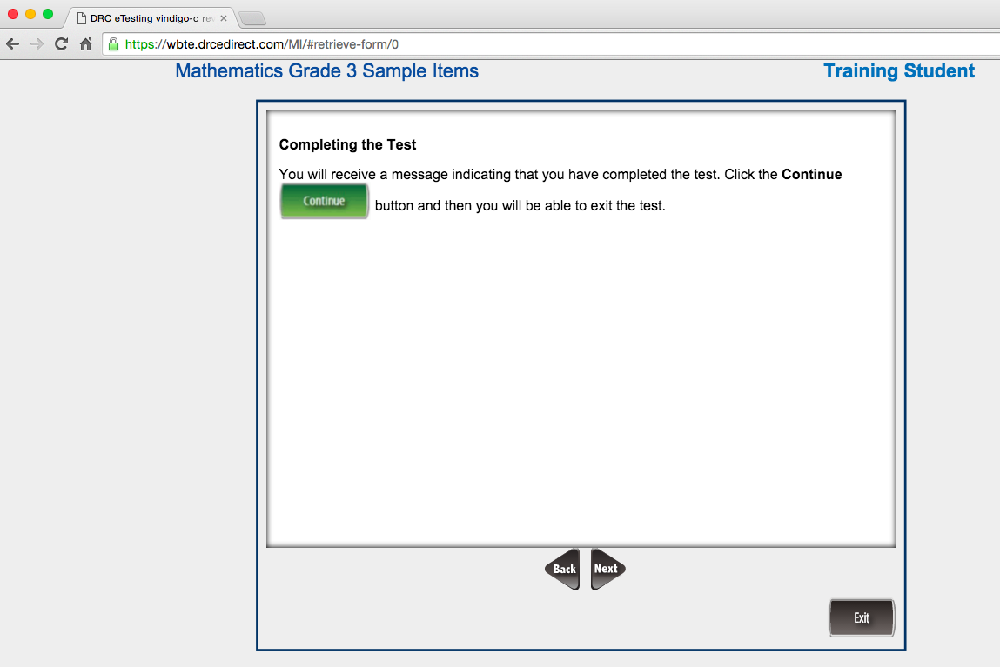 DRC eTesting vindigo-d rev
https://wbte.drcedirect.com/MI/#retrieve-form/0
Mathematics Grade 3 Sample Items
Training Student
Completing the Test
You will receive a message indicating that you have completed the test. Click the Continue
Continue button and then you will be able to exit the test.
Back Next
Exit